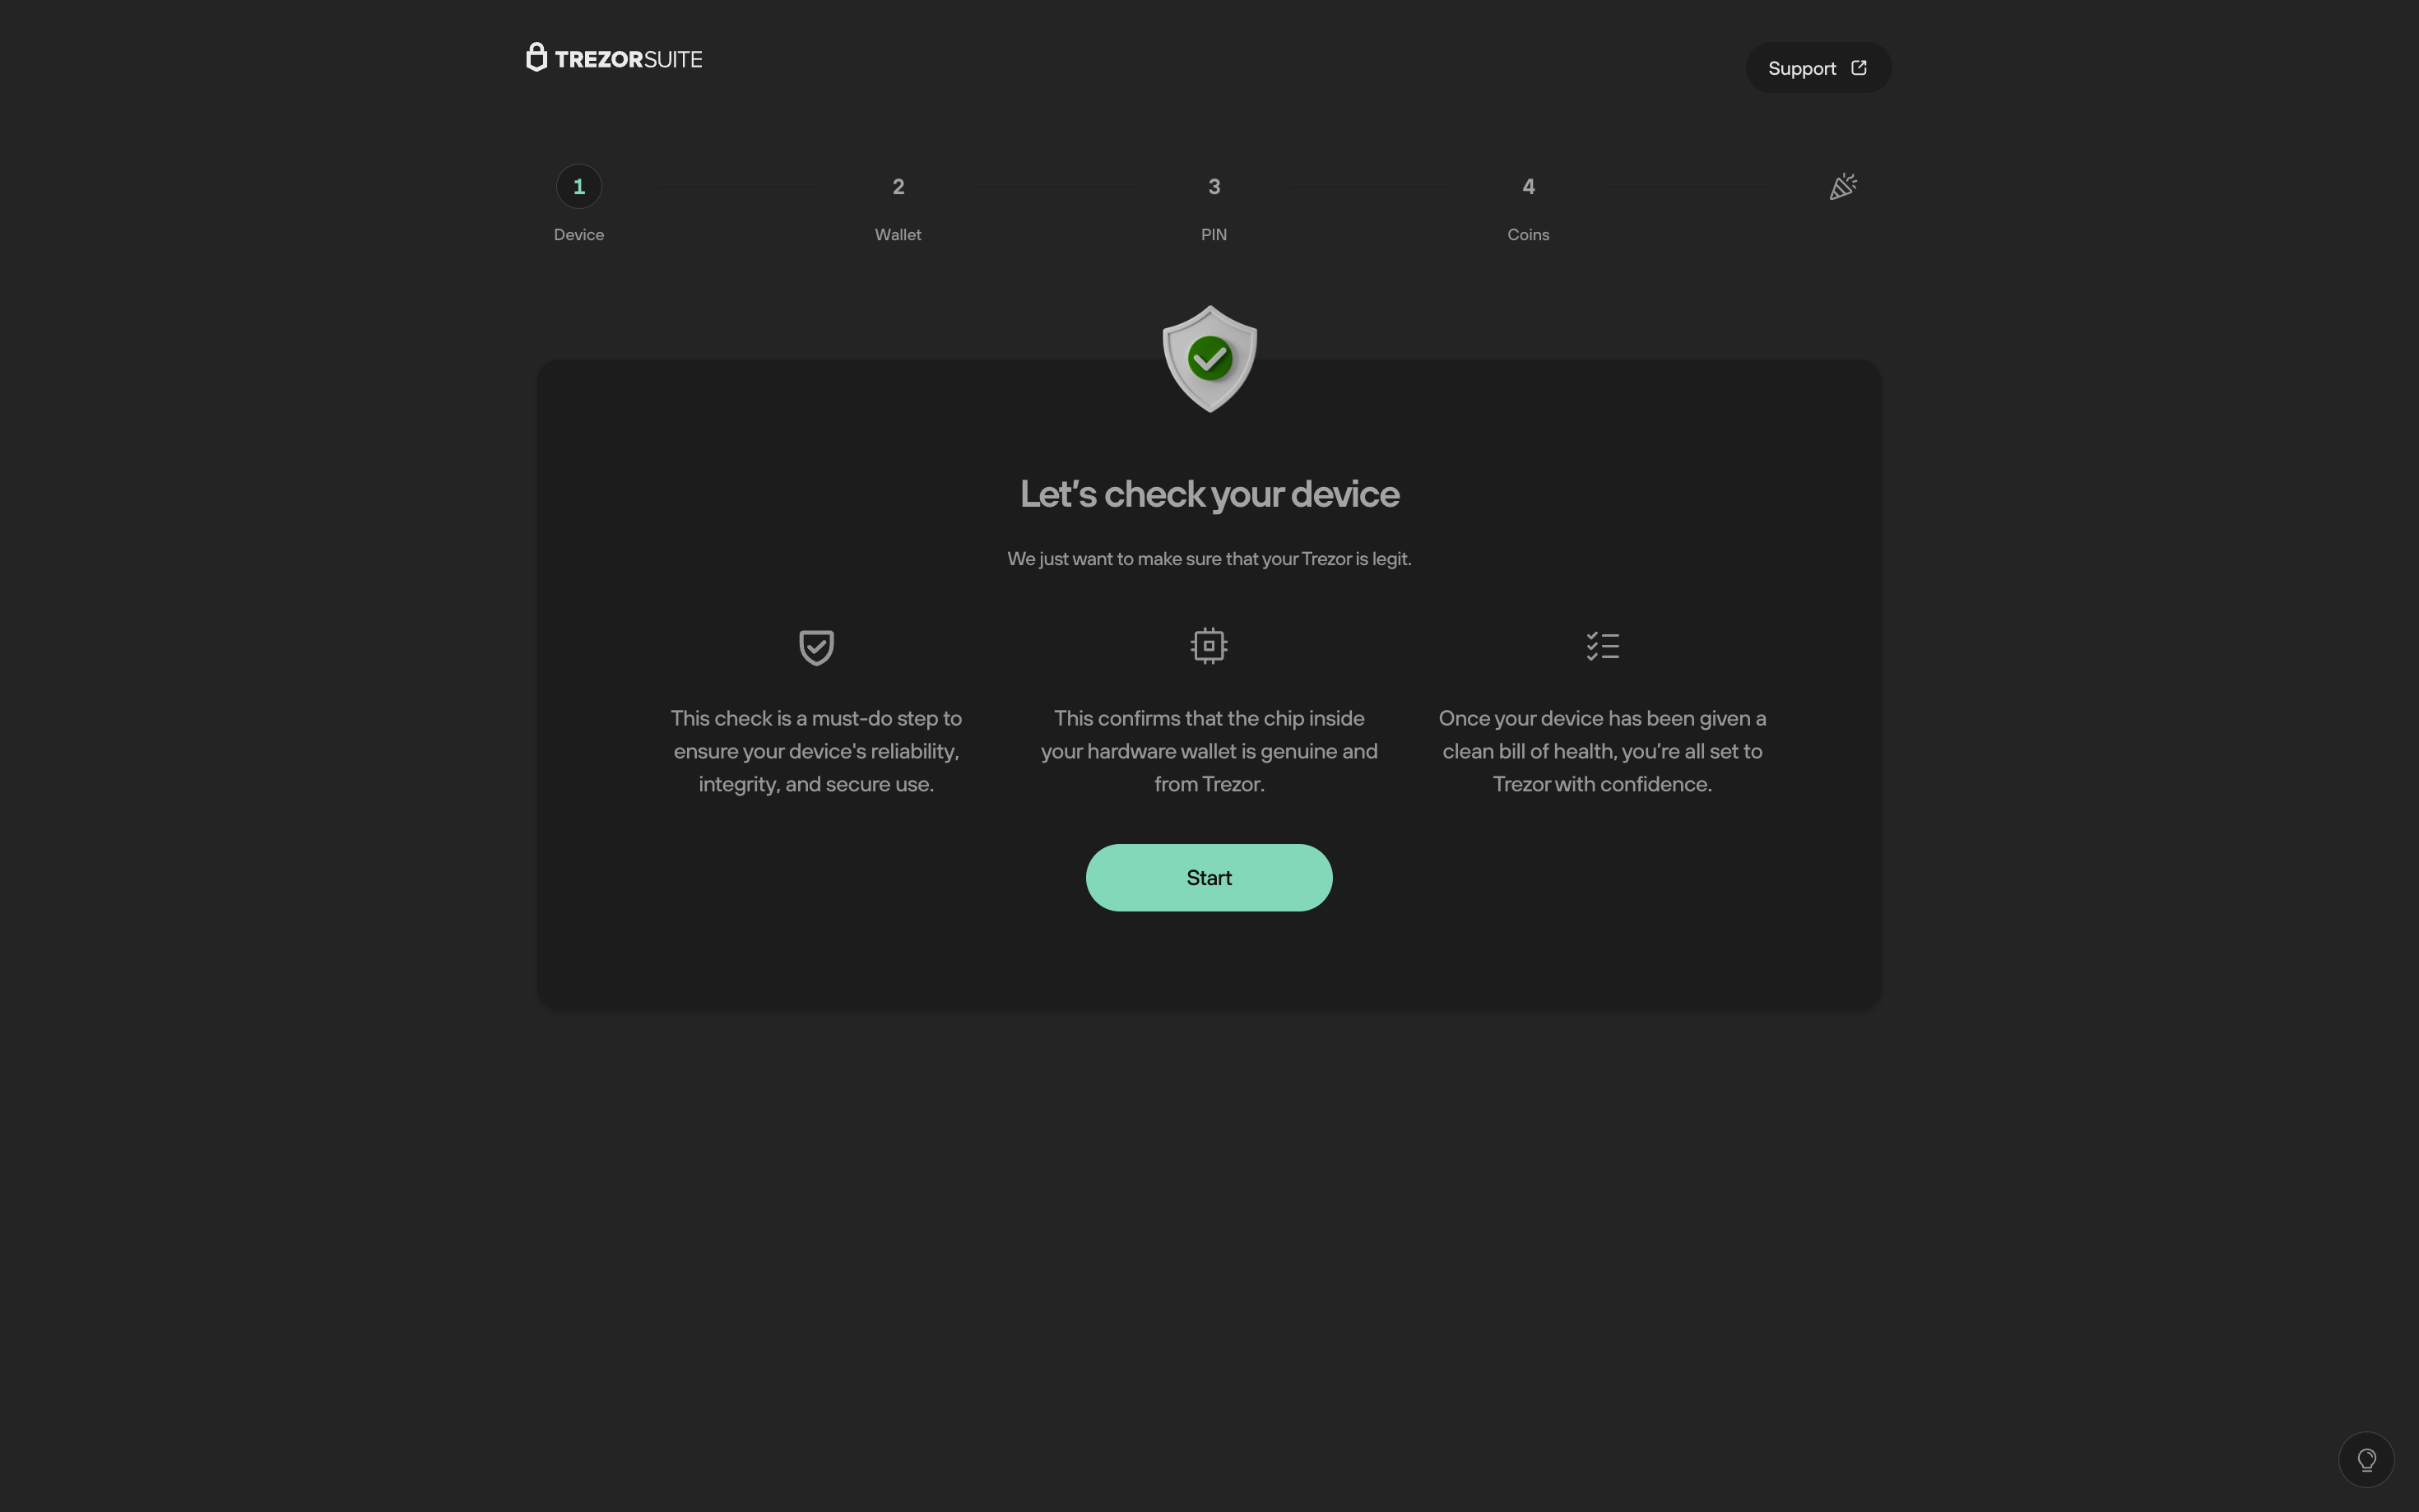 TREZOR SUITE
Support
1
2
3
4
Device
Wallet
PIN
Coins
Let's check your device
We just want to make sure that your Trezor is legit.
This check is a must-do step to
ensure your device's reliability,
integrity, and secure use.
This confirms that the chip inside
your hardware wallet is genuine and
from Trezor.
Once your device has been given a
clean bill of health, you're all set to
Trezor with confidence.
Start